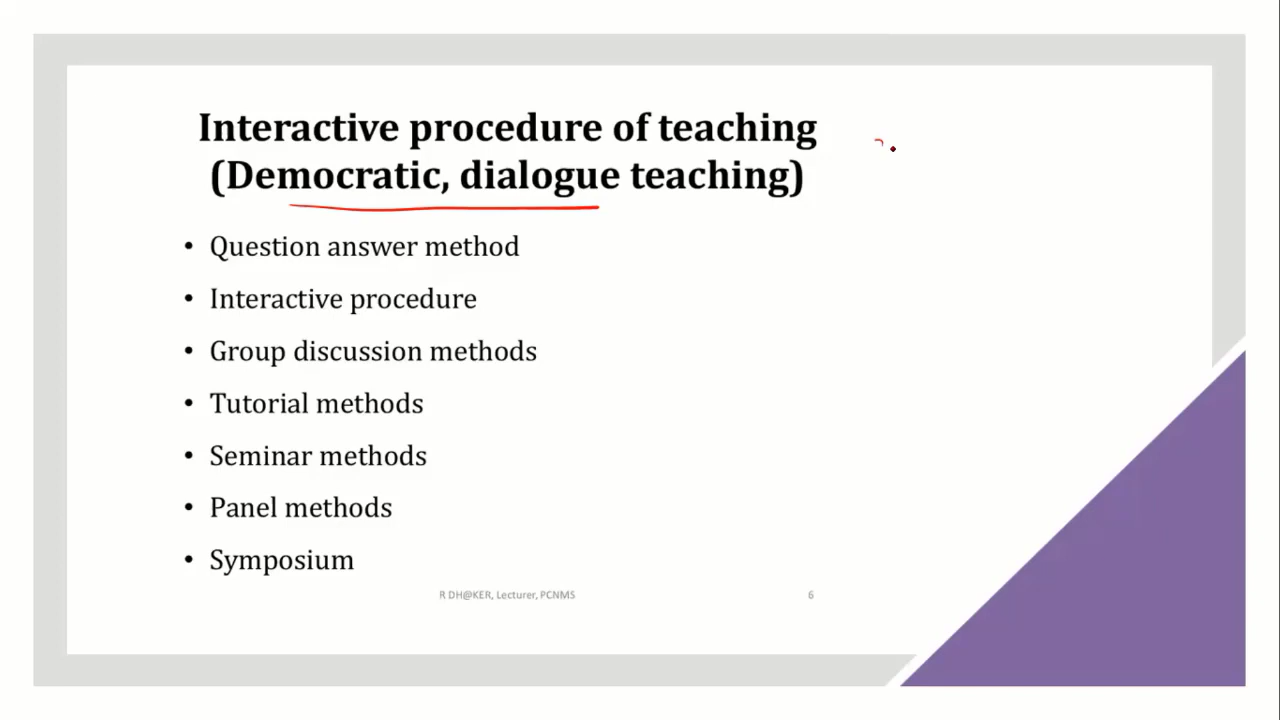 Interactive procedure of teaching
(Democratic, dialogue teaching)
• Question answer method
• Interactive procedure
• Group discussion methods
• Tutorial methods
• Seminar methods
• Panel methods
• Symposium
R DH@KER, Lecturer, PCNMS 6